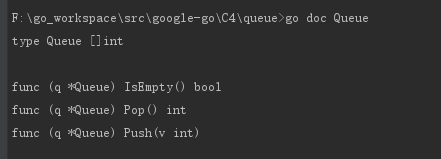 F:\go_workspace\src\google-go\C4\queue>go doc Queue
type Queue []int
func (q *Queue) IsEmpty() bool
func (q *Queue) Pop() int
func (q *Queue) Push(v int)